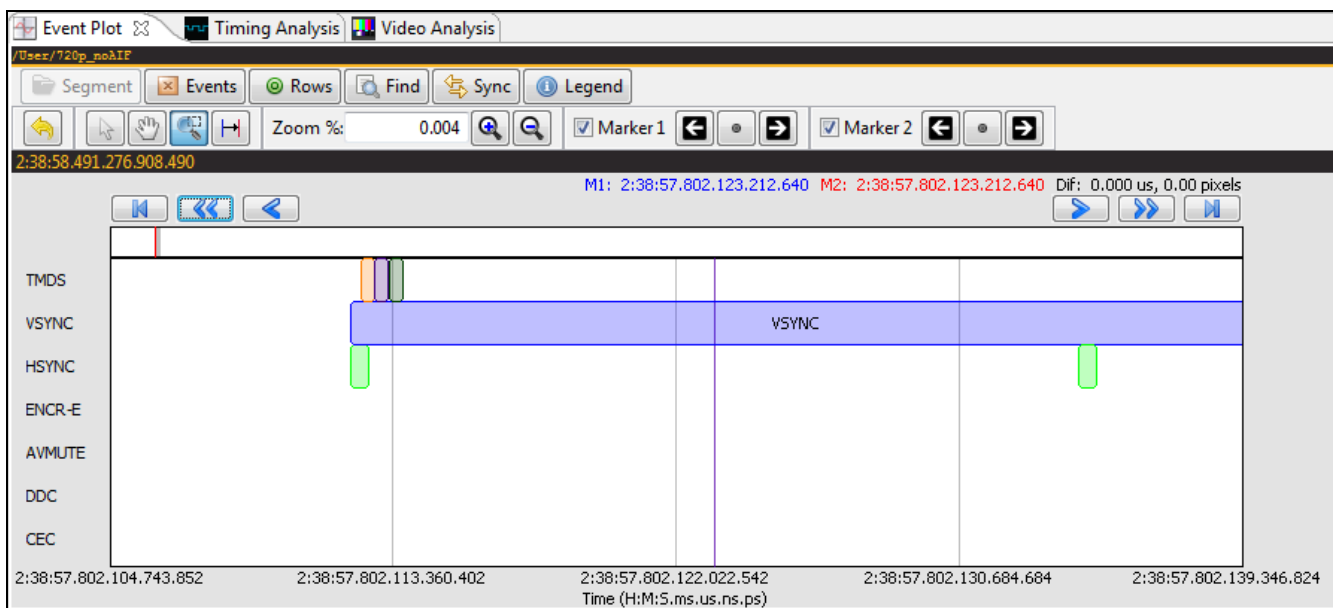 Event Plot Timing Analysis Video Analysis
/User/720p_noAIF
Segment Events Rows Find Sync Legend
Zoom %: 0.004 Marker 1 Marker 2
2:38:58.491.276.908.490
M1: 2:38:57.802.123.212.640 M2: 2:38:57.802.123.212.640 Dif: 0.000 us, 0.00 pixels
TMDS
VSYNC VSYNC
HSYNC
ENCR-E
AVMUTE
DDC
CEC
2:38:57.802.104.743.852 2:38:57.802.113.360.402 2:38:57.802.122.022.542 2:38:57.802.130.684.684 2:38:57.802.139.346.824
Time (H:M:S.ms.us.ns.ps)